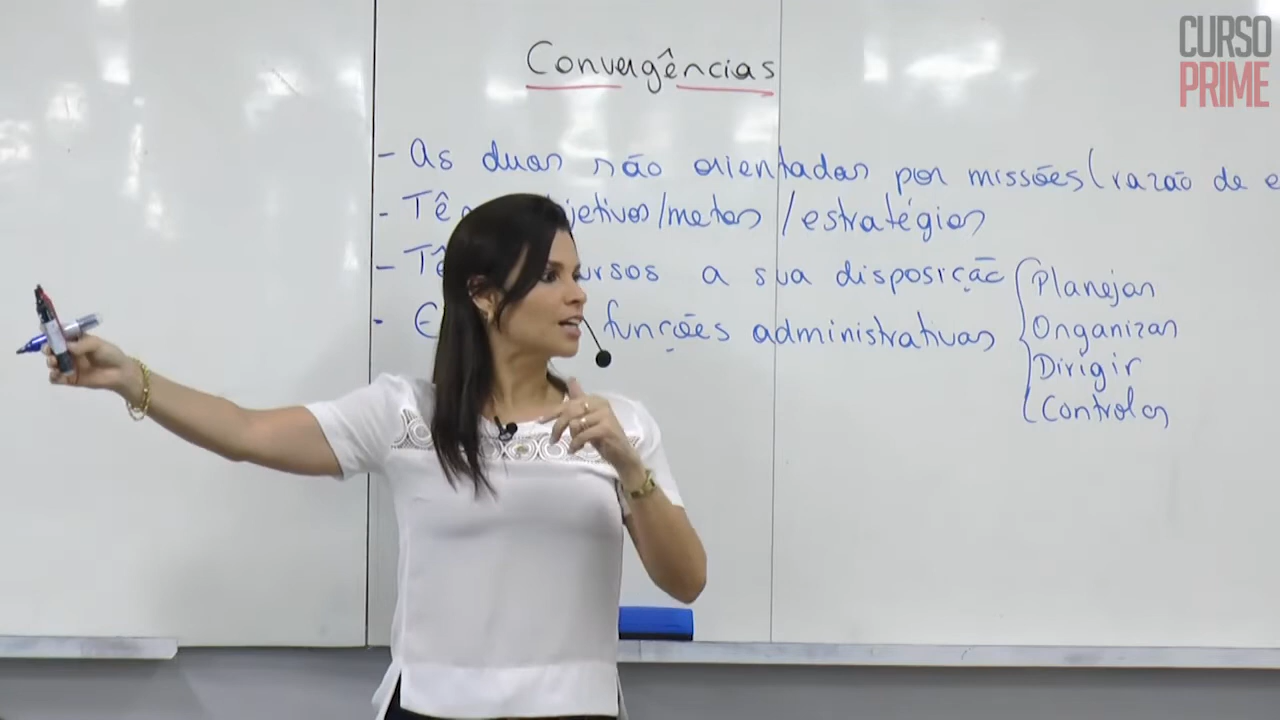 CURSO
PRIME
Convergências
- As duas são orientadas por missões (razão de e
- Tê jetivos/metas/estratégias
- Tê ursos a sua disposição
- E funções administrativas
Planejar
Organizar
Dirigir
Controlar